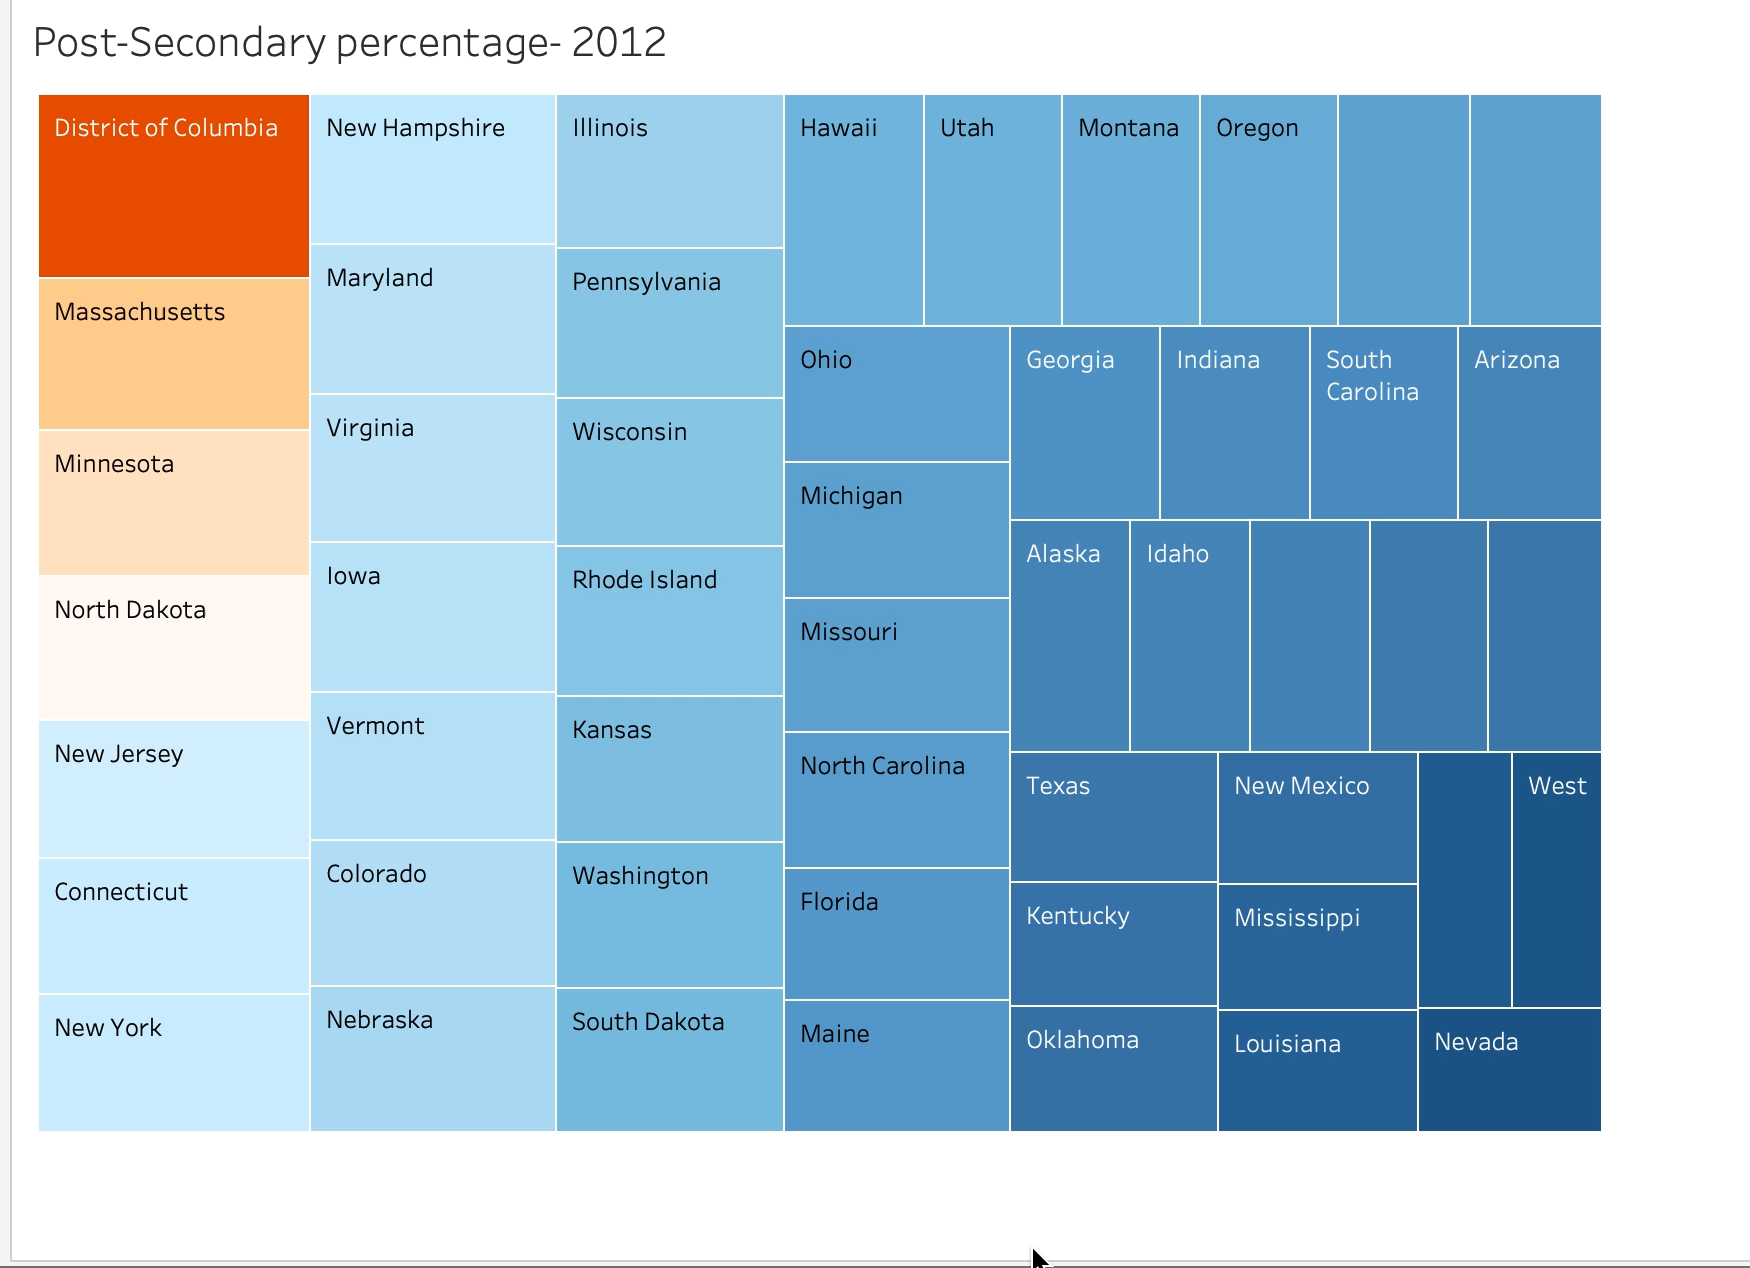 Post-Secondary percentage- 2012
District of Columbia
Massachusetts
Minnesota
North Dakota
New Jersey
Connecticut
New York
New Hampshire
Maryland
Virginia
Iowa
Vermont
Colorado
Nebraska
Illinois
Pennsylvania
Wisconsin
Rhode Island
Kansas
Washington
South Dakota
Hawaii
Utah
Montana
Oregon
Ohio
Michigan
Missouri
North Carolina
Florida
Maine
Georgia
Indiana
South
Carolina
Arizona
Alaska
Idaho
Texas
Kentucky
Oklahoma
New Mexico
Mississippi
Louisiana
West
Nevada